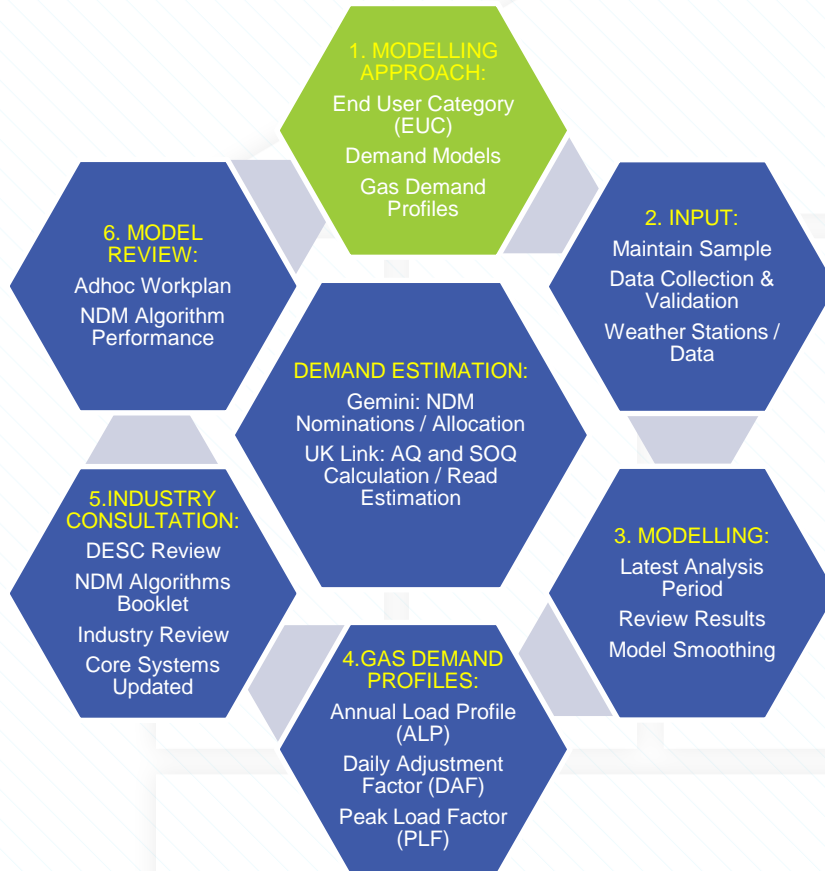 1. MODELLING
APPROACH:
End User Category
(EUC)
Demand Models
Gas Demand
Profiles
2. INPUT:
Maintain Sample
Data Collection &
Validation
Weather Stations /
Data
3. MODELLING:
Latest Analysis
Period
Review Results
Model Smoothing
4.GAS DEMAND
PROFILES:
Annual Load Profile
(ALP)
Daily Adjustment
Factor (DAF)
Peak Load Factor
(PLF)
5.INDUSTRY
CONSULTATION:
DESC Review
NDM Algorithms
Booklet
Industry Review
Core Systems
Updated
6. MODEL
REVIEW:
Adhoc Workplan
NDM Algorithm
Performance
DEMAND ESTIMATION:
Gemini: NDM
Nominations / Allocation
UK Link: AQ and SOQ
Calculation / Read
Estimation